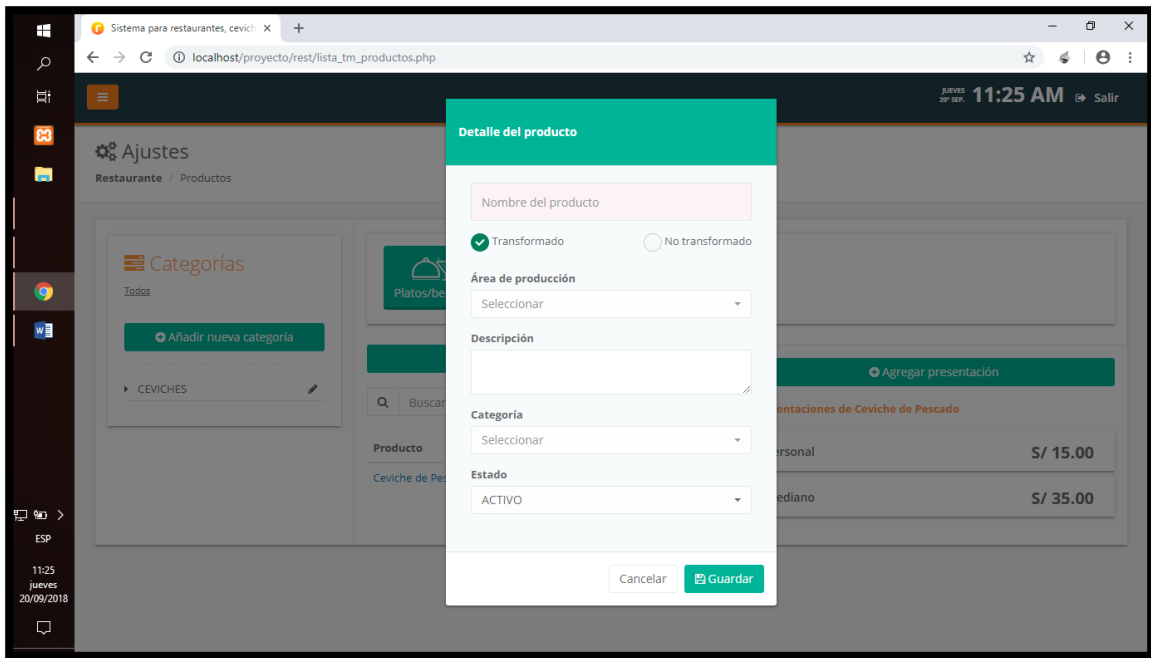 Sistema para restaurantes, cevich
localhost/proyecto/rest/lista_tm_productos.php
JUEVES
20º SEP.
11:25 AM
Salir
Ajustes
Restaurante / Productos
Categorías
Todos
Añadir nueva categoría
CEVICHES
Platos/be
Buscar
Producto
Ceviche de Pes
Detalle del producto
Nombre del producto
Transformado
No transformado
Área de producción
Seleccionar
Descripción
Categoría
Seleccionar
Estado
ACTIVO
Cancelar
Guardar
Agregar presentación
entaciones de Ceviche de Pescado
ersonal
S/ 15.00
ediano
S/ 35.00
ESP
11:25
jueves
20/09/2018